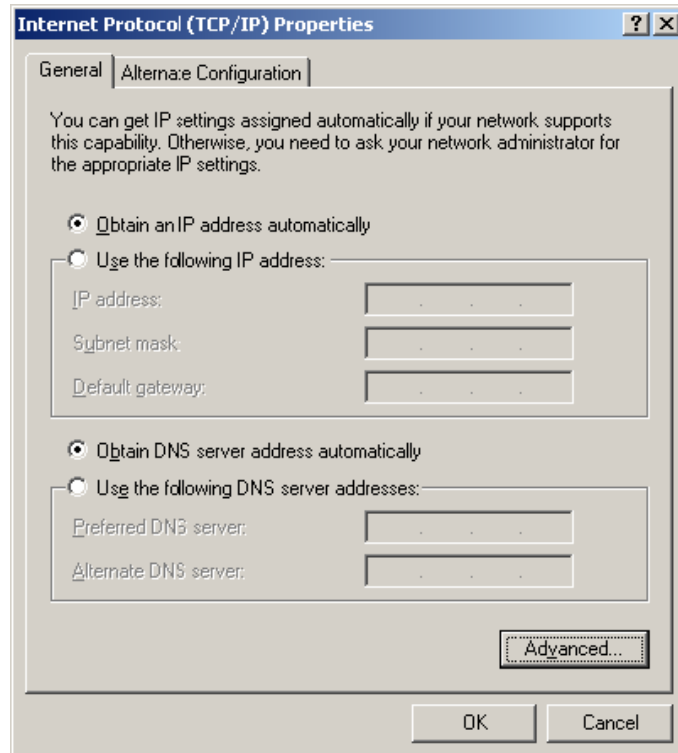 Internet Protocol (TCP/IP) Properties
General
Alternate Configuration
You can get IP settings assigned automatically if your network supports
this capability. Otherwise, you need to ask your network administrator for
the appropriate IP settings.
Obtain an IP address automatically
Use the following IP address:
IP address:
Subnet mask
Default gateway:
Obtain DNS server address automatically
Use the following DNS server addresses:
Preferred DNS server:
Alternate DNS server:
Advanced...
OK
Cancel